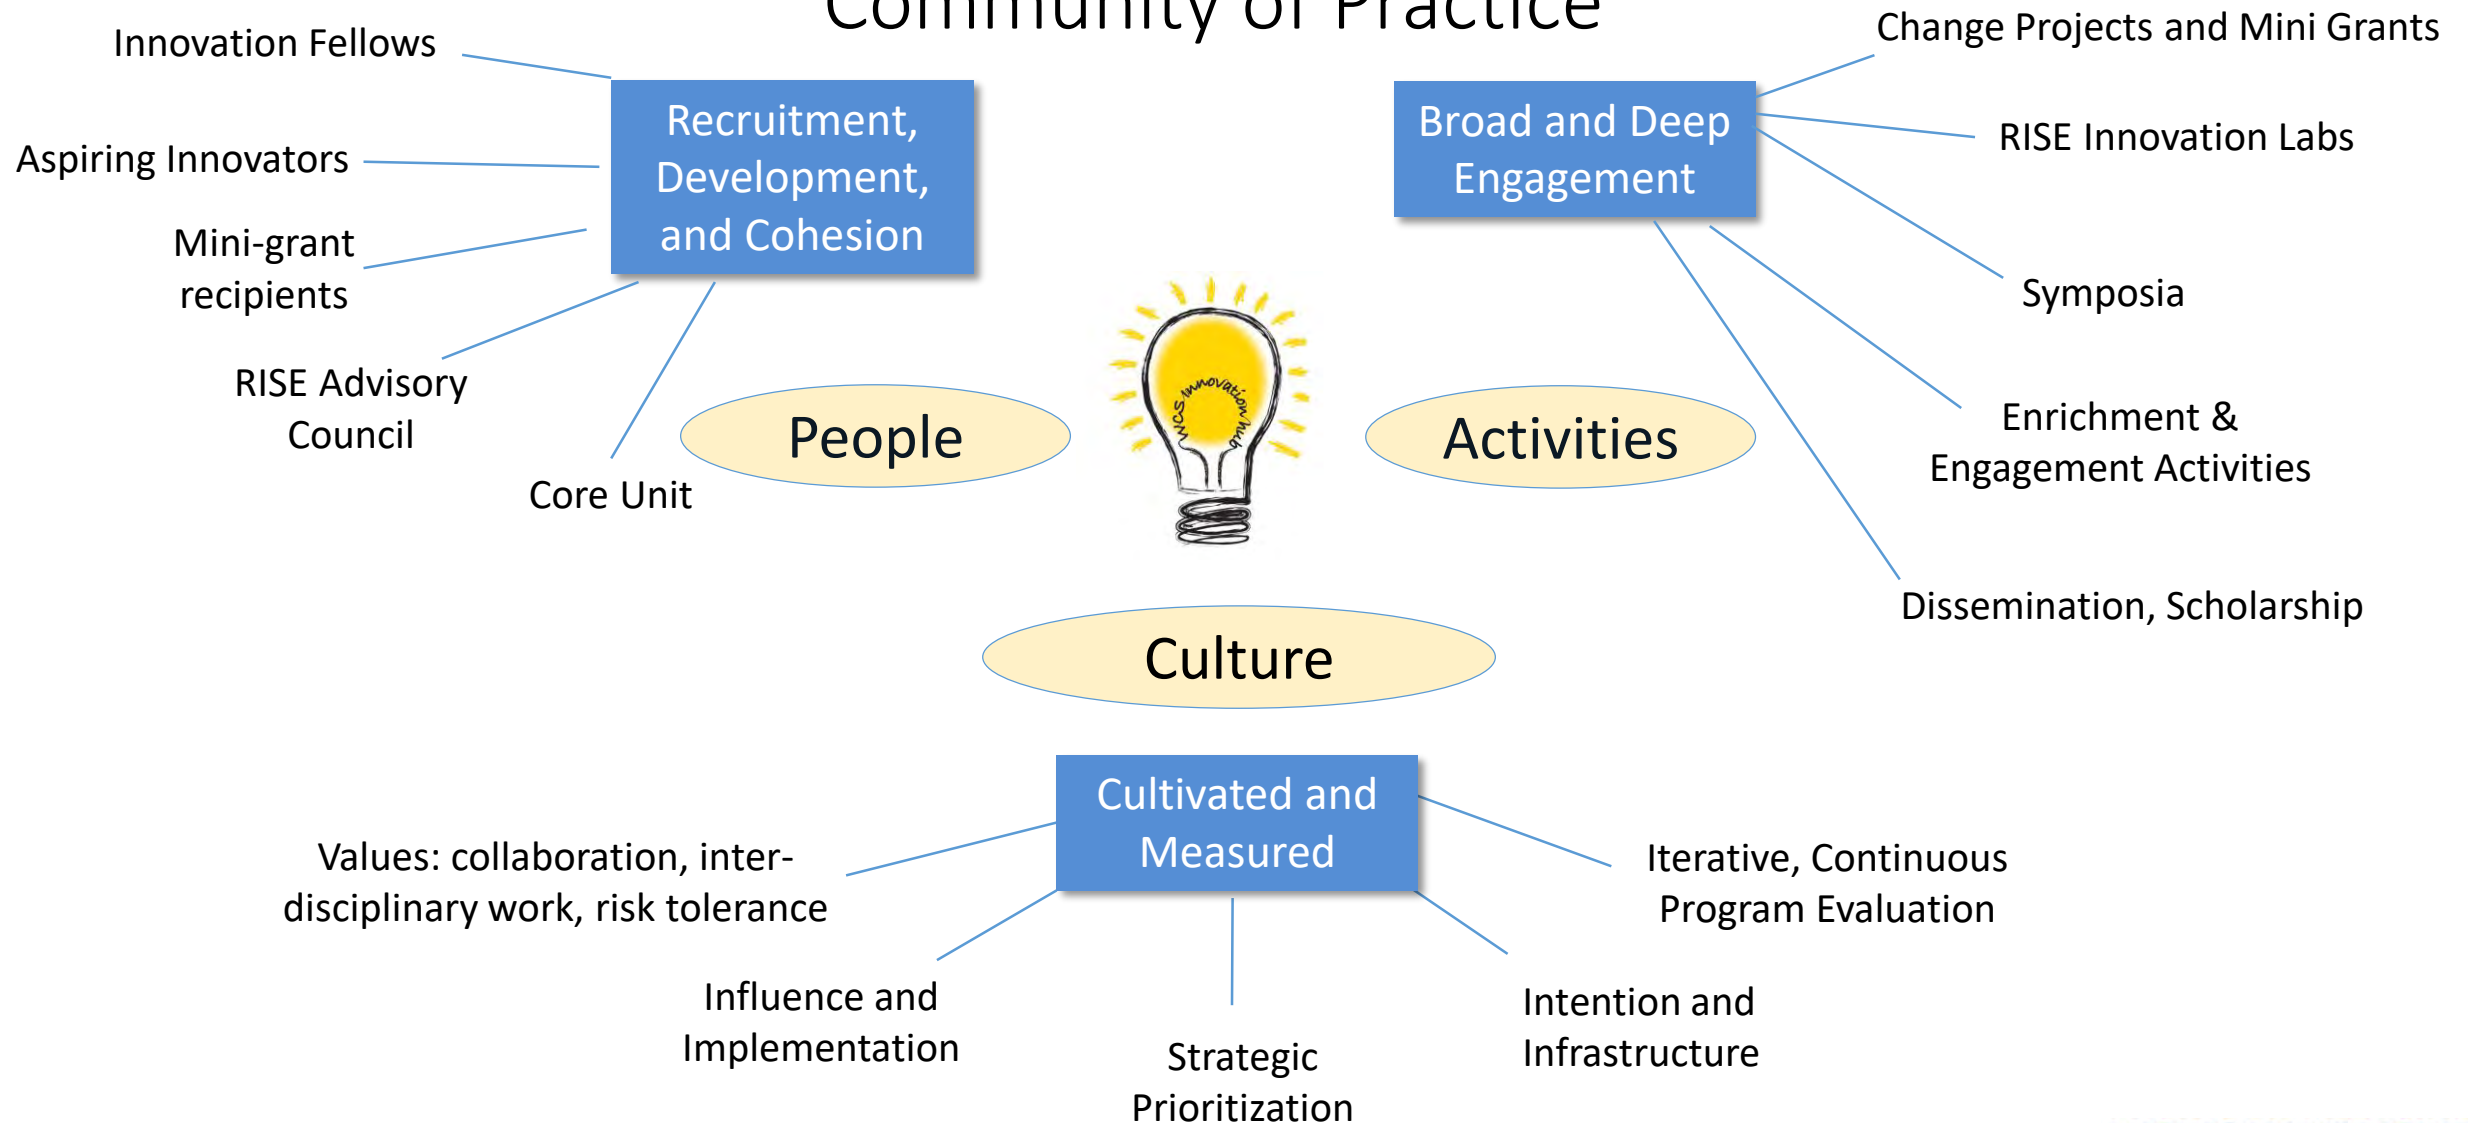 Community of Practice
Innovation Fellows
Aspiring Innovators
Mini-grant
recipients
RISE Advisory
Council
Core Unit
Recruitment,
Development,
and Cohesion
People
WCS Innovation hub
Broad and Deep
Engagement
Activities
Change Projects and Mini Grants
RISE Innovation Labs
Symposia
Enrichment &
Engagement Activities
Dissemination, Scholarship
Culture
Cultivated and
Measured
Values: collaboration, inter-
disciplinary work, risk tolerance
Influence and
Implementation
Strategic
Prioritization
Intention and
Infrastructure
Iterative, Continuous
Program Evaluation